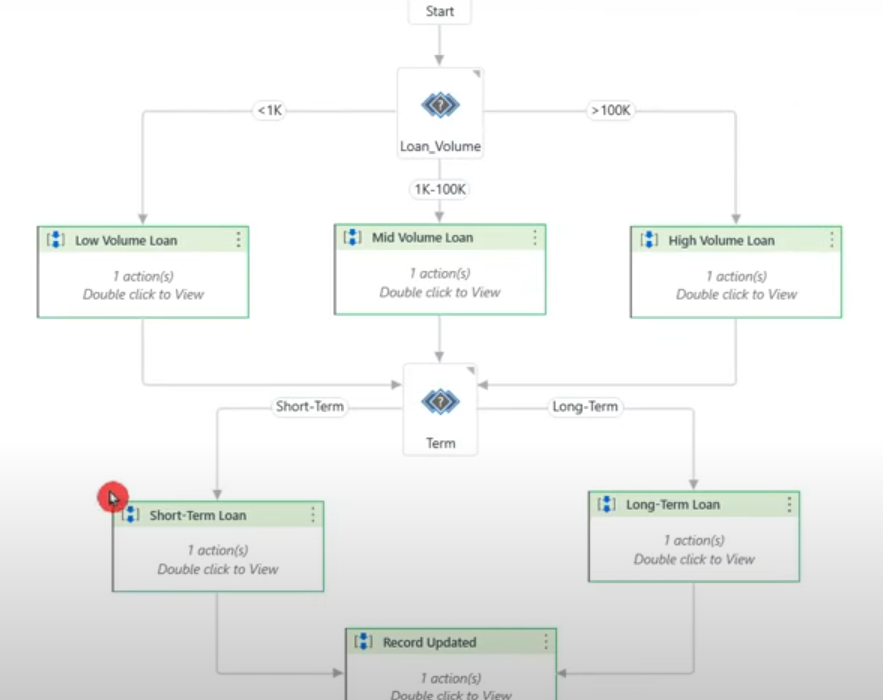 Start
<1K
>100K
Loan_Volume
1K-100K
Low Volume Loan
1 action(s)
Double click to View
Mid Volume Loan
1 action(s)
Double click to View
High Volume Loan
1 action(s)
Double click to View
Short-Term
Long-Term
Term
Short-Term Loan
1 action(s)
Double click to View
Long-Term Loan
1 action(s)
Double click to View
Record Updated
1 action(s)
Double click to View